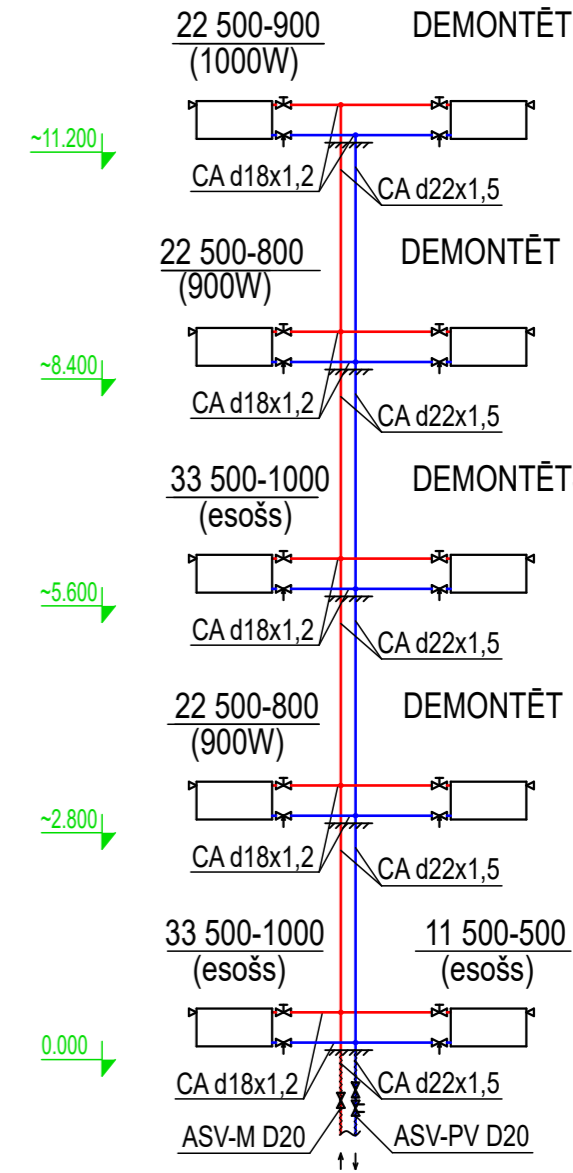 22 500-900 DEMONTĒT
(1000W)
~11.200
CA d18x1,2 CA d22x1,5
22 500-800 DEMONTĒT
(900W)
~8.400
CA d18x1,2 CA d22x1,5
33 500-1000 DEMONTĒT
(esošs)
~5.600
CA d18x1,2 CA d22x1,5
22 500-800 DEMONTĒT
(900W)
~2.800
CA d18x1,2 CA d22x1,5
33 500-1000 11 500-500
(esošs) (esošs)
0.000
CA d18x1,2 CA d22x1,5
ASV-M D20 ASV-PV D20